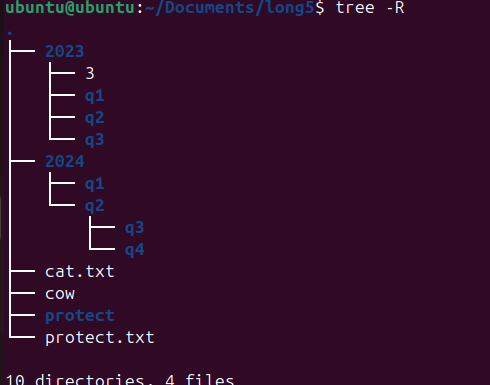 ubuntu@ubuntu:~/Documents/long5$ tree -R
.
2023
3
q1
q2
q3
2024
q1
q2
q3
q4
cat.txt
cow
protect
protect.txt
10 directories, 4 files